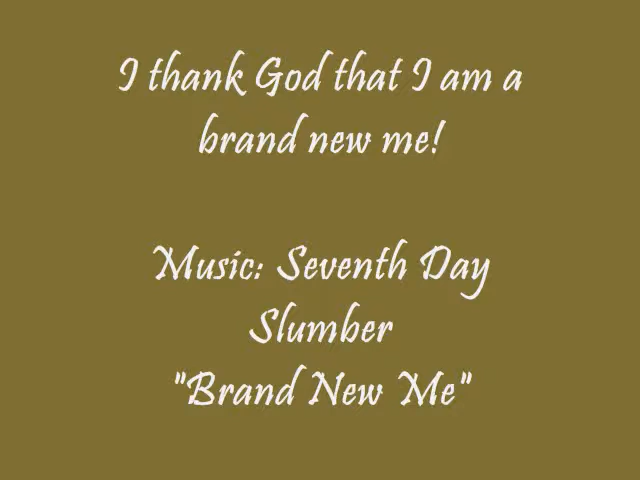 I thank God that I am a
brand new me!
Music: Seventh Day
Slumber
"Brand New Me"